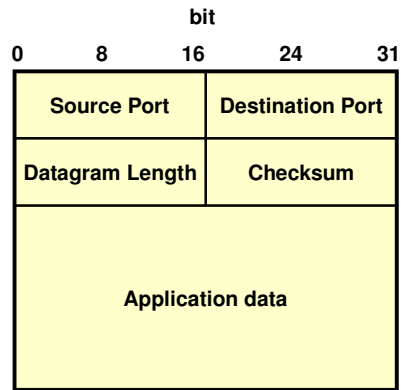 bit
0 8 16 24 31
Source Port Destination Port
Datagram Length Checksum
Application data